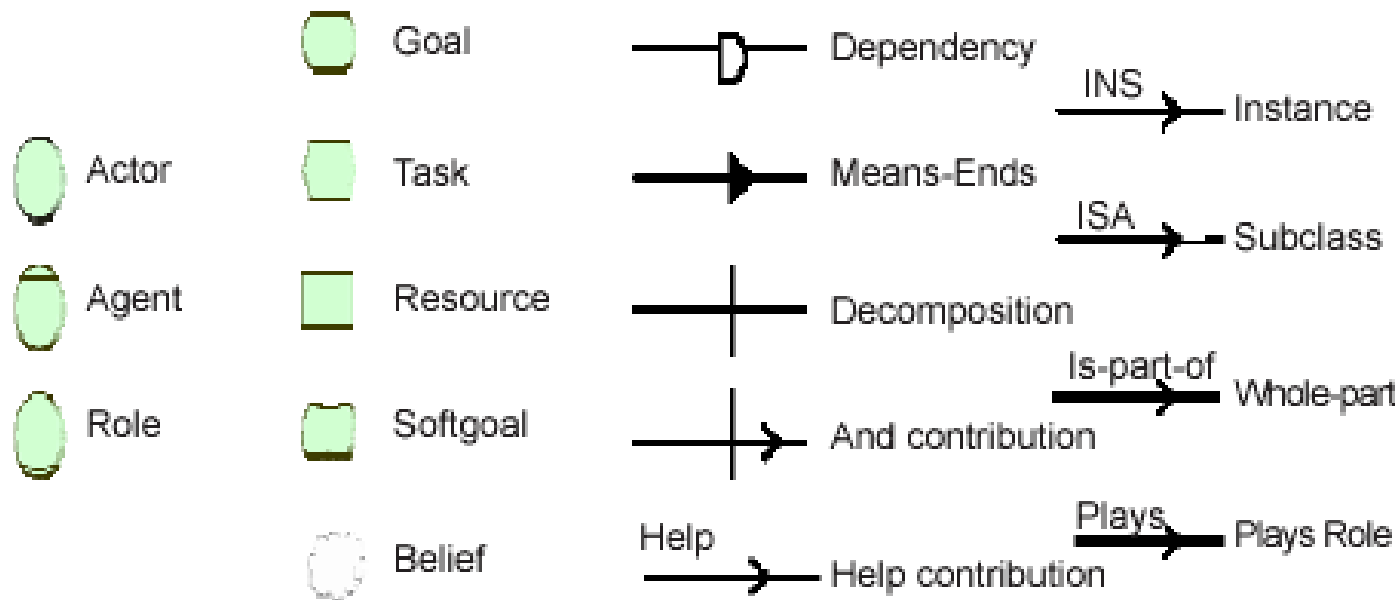 Actor
Agent
Role
Goal
Task
Resource
Softgoal
Belief
Dependency
Means-Ends
Decomposition
And contribution
Help
Help contribution
INS
Instance
ISA
Subclass
Is-part-of
Whole-part
Plays
Plays Role